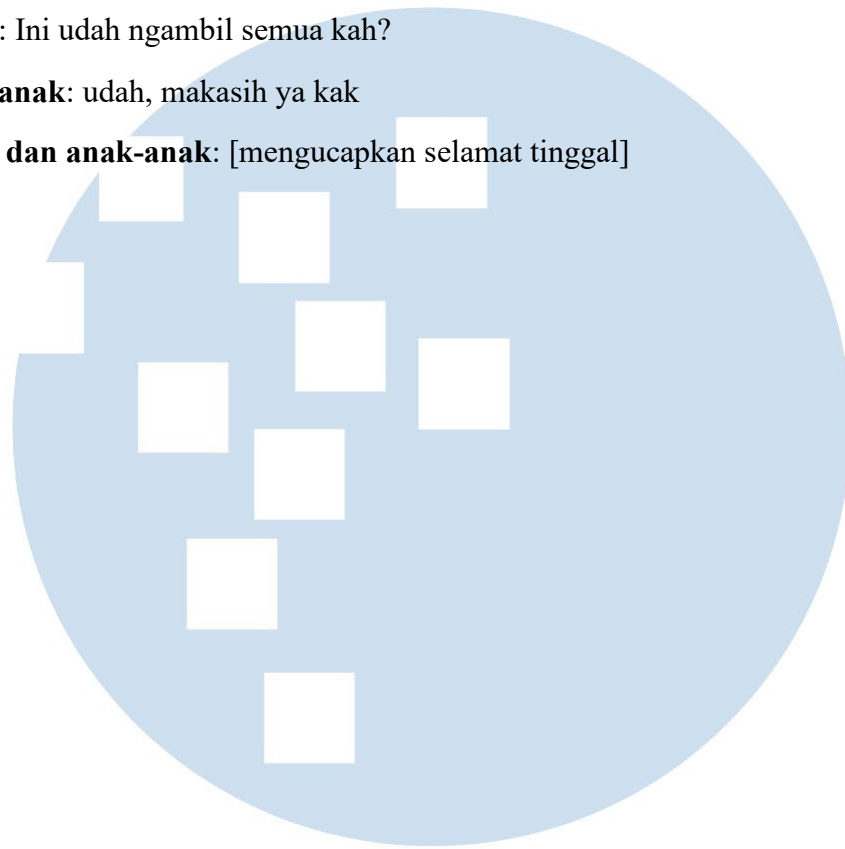 : Ini udah ngambil semua kah?
anak: udah, makasih ya kak
dan anak-anak: [mengucapkan selamat tinggal]